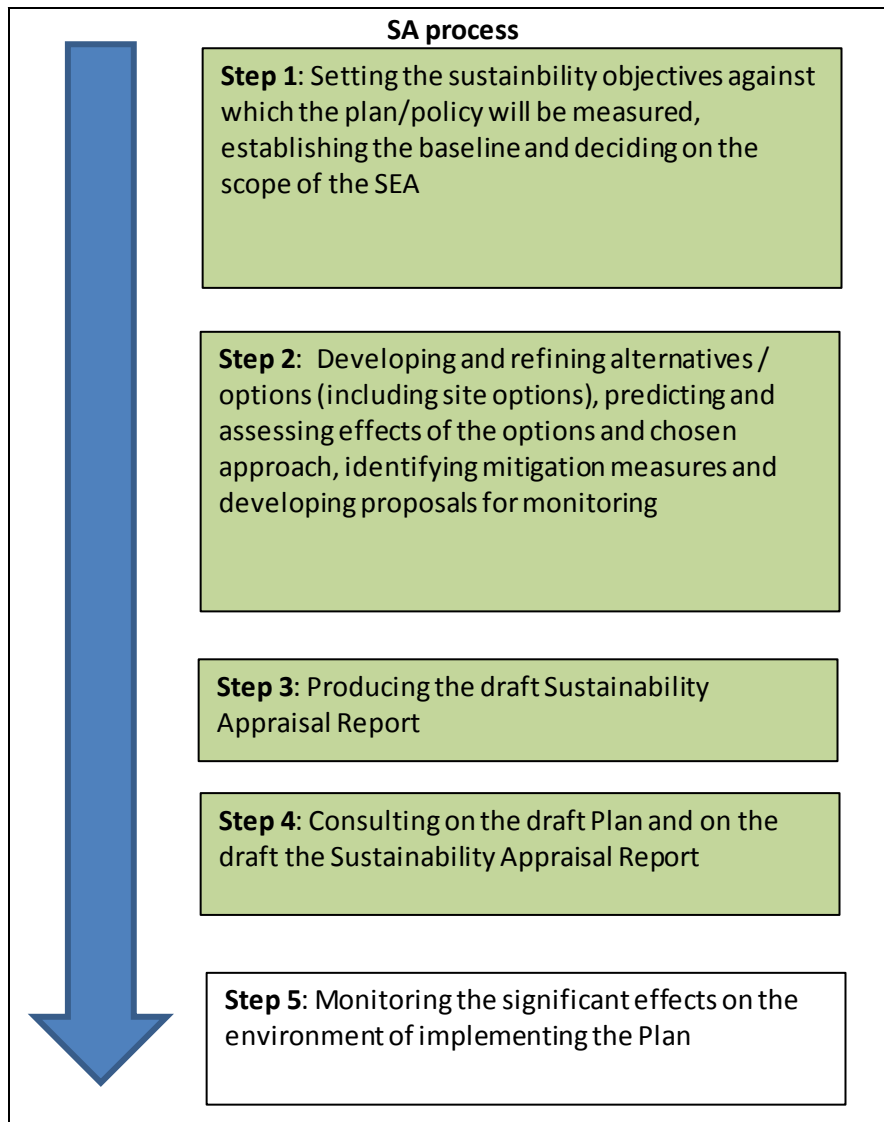 SA process
Step 1: Setting the sustainbility objectives against
which the plan/policy will be measured,
establishing the baseline and deciding on the
scope of the SEA
Step 2:  Developing and refining alternatives /
options (including site options), predicting and
assessing effects of the options and chosen
approach, identifying mitigation measures and
developing proposals for monitoring
Step 3: Producing the draft Sustainability
Appraisal Report
Step 4: Consulting on the draft Plan and on the
draft the Sustainability Appraisal Report
Step 5: Monitoring the significant effects on the
environment of implementing the Plan